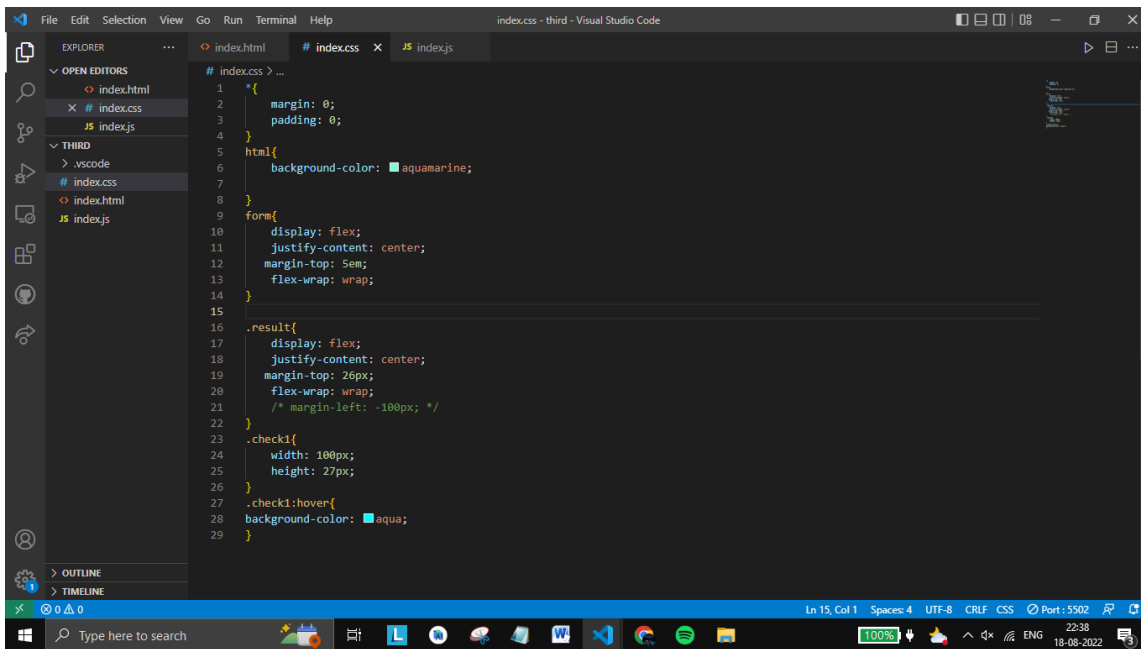 File Edit Selection View Go Run Terminal Help
index.css - third - Visual Studio Code
EXPLORER
index.html
# index.css
JS index.js
OPEN EDITORS
index.html
# index.css
JS index.js
THIRD
.vscode
# index.css
index.html
JS index.js
OUTLINE
TIMELINE
# index.css > ...
1 *{
2 margin: 0;
3 padding: 0;
4 }
5 html{
6 background-color: aquamarine;
7
8 }
9 form{
10 display: flex;
11 justify-content: center;
12 margin-top: 5em;
13 flex-wrap: wrap;
14 }
15
16 .result{
17 display: flex;
18 justify-content: center;
19 margin-top: 26px;
20 flex-wrap: wrap;
21 /* margin-left: -100px; */
22 }
23 .check1{
24 width: 100px;
25 height: 27px;
26 }
27 .check1:hover{
28 background-color: aqua;
29 }
1
0 0
Ln 15, Col 1 Spaces: 4 UTF-8 CRLF CSS Port : 5502
Type here to search
L
W
100%
ENG
22:38
18-08-2022
3